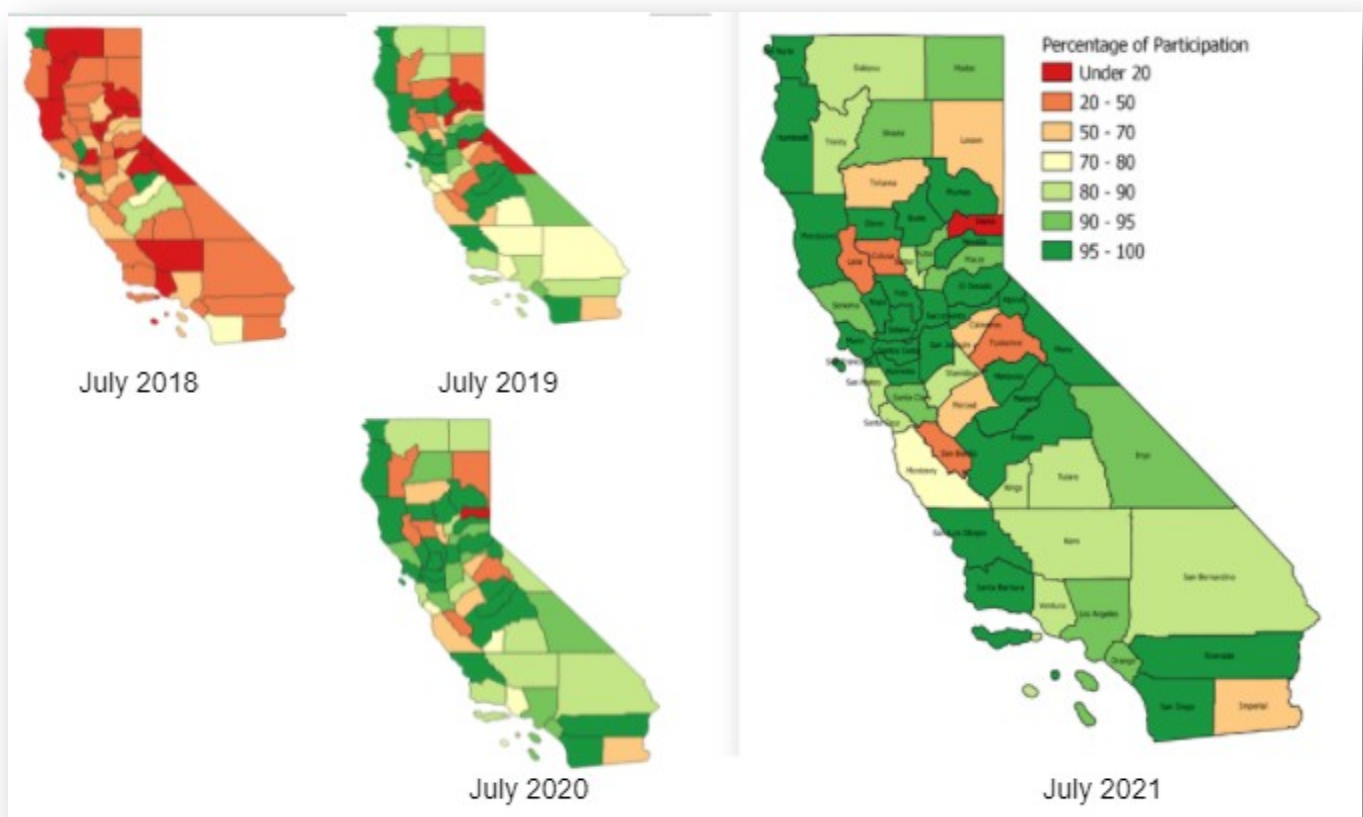 Percentage of Participation
Under 20
20 - 50
50 - 70
70 - 80
80 - 90
90 - 95
95 - 100
Siskiyou
Modoc
Humboldt
Trinity
Shasta
Lassen
Tehama
Plumas
Mendocino
Glenn
Butte
Lake
Colusa
Placer
El Dorado
Sonoma
Napa
Yolo
Sacramento
Alpine
Solano
Calaveras
Marin
San Joaquin
Tuolumne
Mono
Alameda
Stanislaus
Mariposa
San Mateo
Santa Cla
Merced
Madera
Santa Cruz
Fresno
San Benito
Monterey
Inyo
Kings
Tulare
San Luis Obispo
Kern
San Bernardino
Santa Barbara
Ventura
Los Angeles
Orange
Riverside
San Diego
Imperial
July 2018
July 2019
July 2020
July 2021